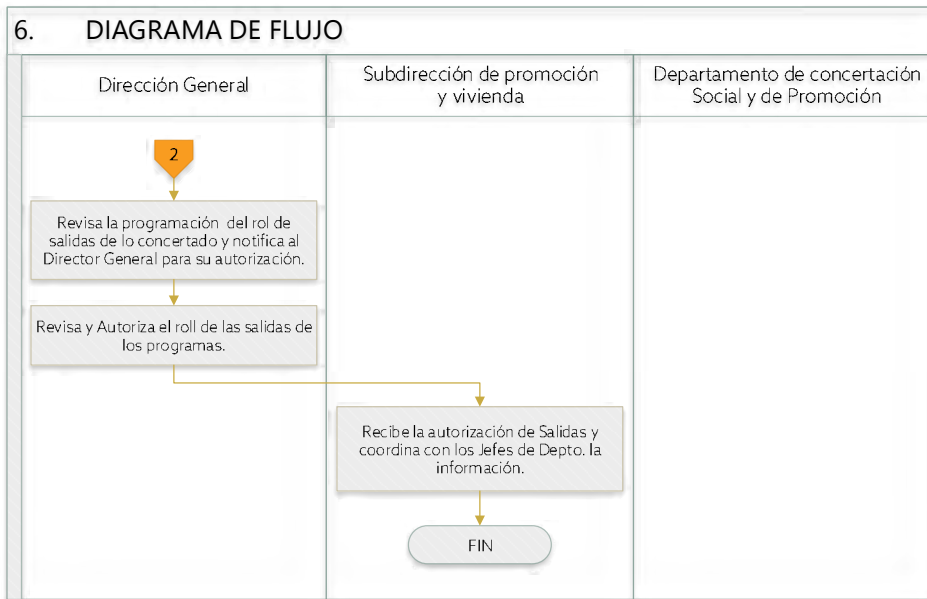 6. DIAGRAMA DE FLUJO
Dirección General
Subdirección de promoción
y vivienda
Departamento de concertación
Social y de Promoción
2
Revisa la programación del rol de
salidas de lo concertado y notifica al
Director General para su autorización.
Revisa y Autoriza el roll de las salidas de
los programas.
Recibe la autorización de Salidas y
coordina con los Jefes de Depto. la
información.
FIN